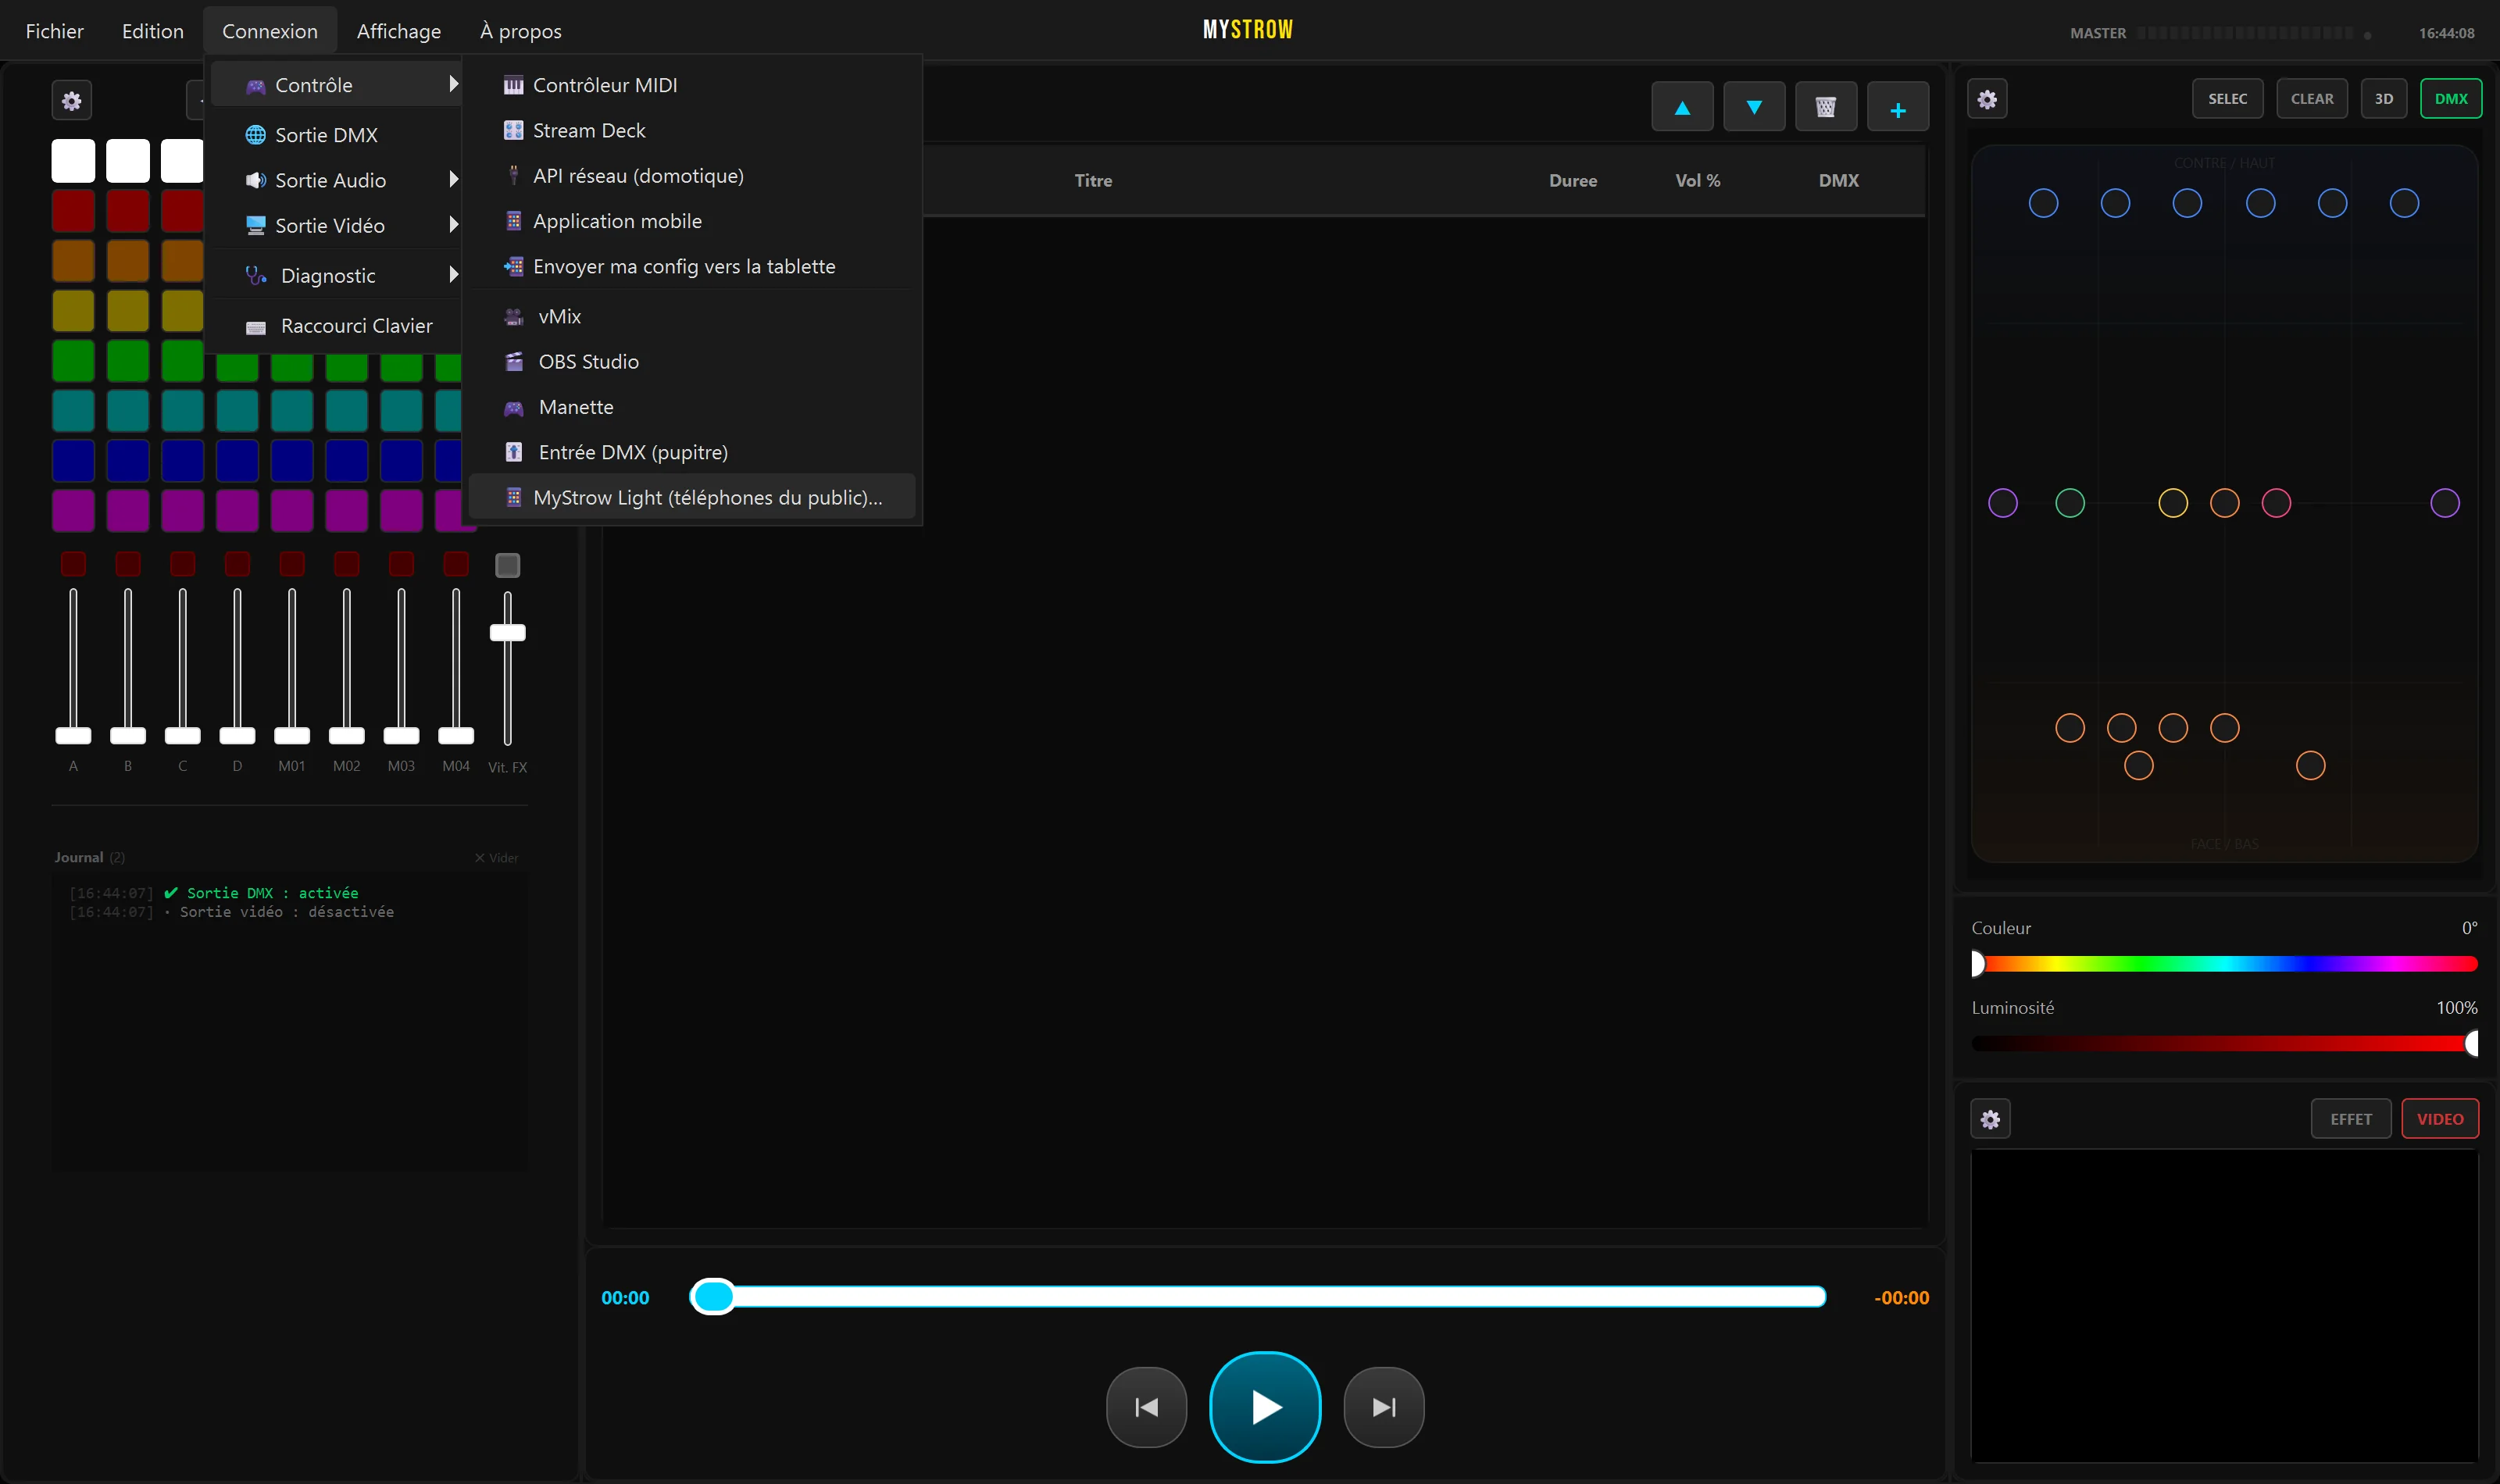 Fichier Edition Connexion Affichage À propos
MYSTROW
MASTER 16:44:08
Contrôle
Sortie DMX
Sortie Audio
Sortie Vidéo
Diagnostic
Raccourci Clavier
Contrôleur MIDI
Stream Deck
API réseau (domotique)
Application mobile
Envoyer ma config vers la tablette
vMix
OBS Studio
Manette
Entrée DMX (pupitre)
MyStrow Light (téléphones du public)...
Titre Duree Vol % DMX
SELEC CLEAR 3D DMX
CONTRE / HAUT
FACE / BAS
A B C D M01 M02 M03 M04 Vit. FX
Journal (2) ✕ Vider
[16:44:07] ✔ Sortie DMX : activée
[16:44:07] · Sortie vidéo : désactivée
Couleur 0°
Luminosité 100%
EFFET VIDEO
00:00 -00:00